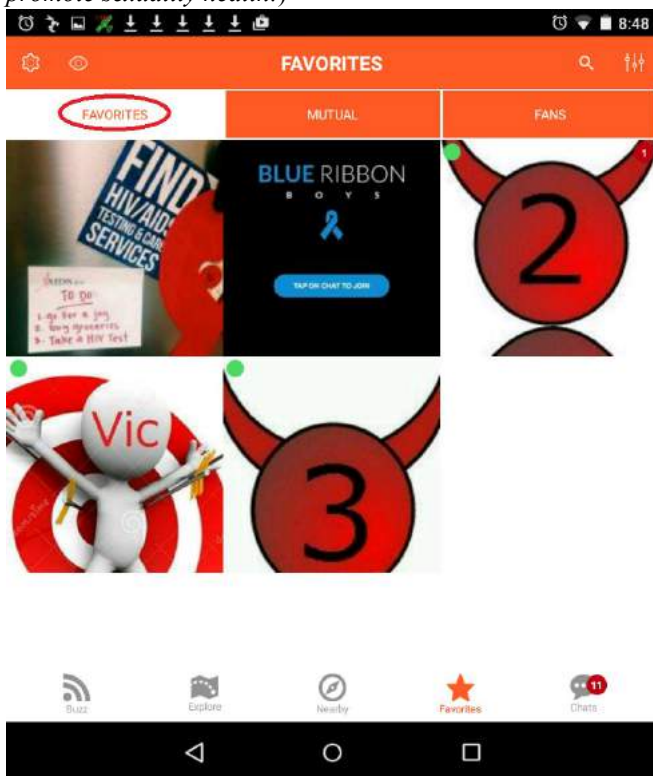 promote sexuality health!)
8:48
FAVORITES
FAVORITES
MUTUAL
FANS
FIND
HIV/AIDS
TESTING & CARE
SERVICES
TO DO
1. go for a jog
2. buy groceries
3. Take a HIV Test
BLUE RIBBON
BOYS
TAP ON CHAT TO JOIN
2
1
Vic
3
Buzz
Explore
Nearby
Favorites
11
Chats